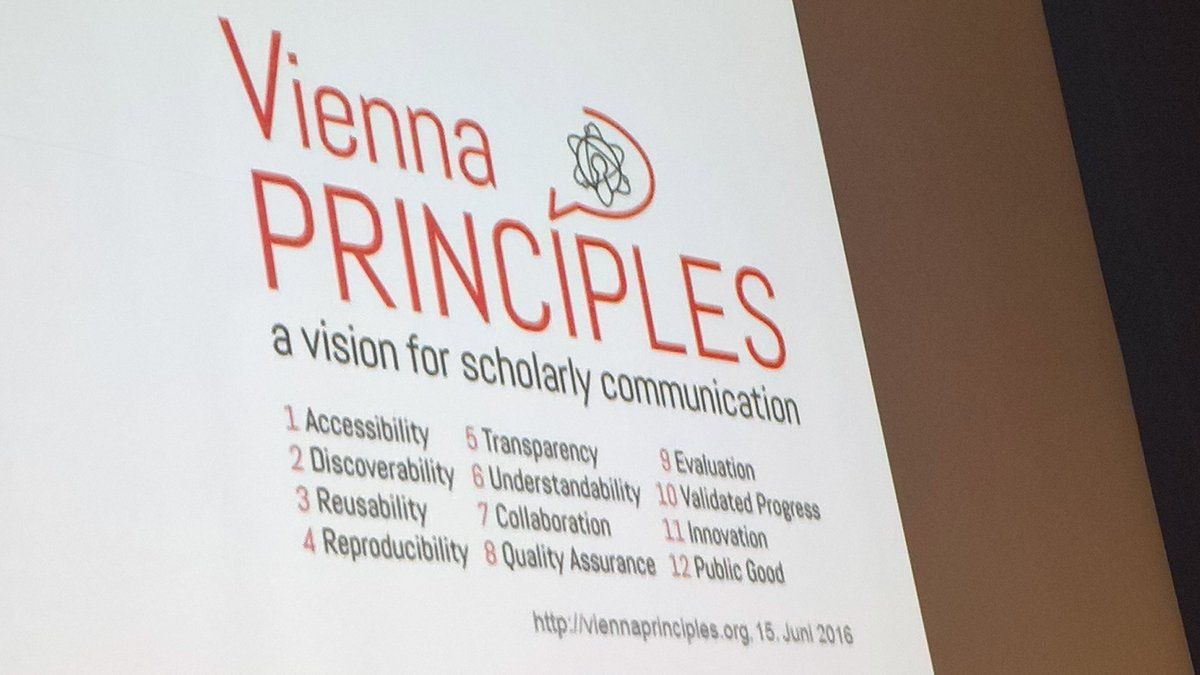 Vienna
PRINCIPLES
a vision for scholarly communication
1 Accessibility
2 Discoverability
3 Reusability
4 Reproducibility
5 Transparency
6 Understandability
7 Collaboration
8 Quality Assurance
9 Evaluation
10 Validated Progress
11 Innovation
12 Public Good
http://viennaprinciples.org, 15. Juni 2016